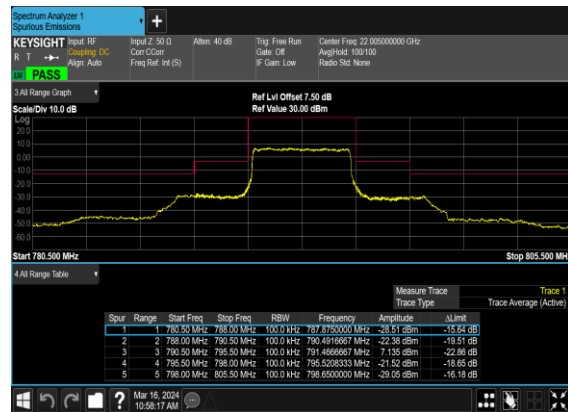 Spectrum Analyzer 1
Spurious Emissions
KEYSIGHT Input: RF Input Z: 50 Ω Atten: 40 dB Trig: Free Run Center Freq: 22.005000000 GHz
R T Coupling: DC Corr CCorr Gate: Off Avg|Hold: 100/100
Align: Auto Freq Ref: Int (S) IF Gain: Low Radio Std: None
PASS
3 All Range Graph
Ref Lvl Offset 7.50 dB
Scale/Div 10.0 dB Ref Value 30.00 dBm
Log
20.0
10.0
0.00
-10.0
-20.0
-30.0
-40.0
-50.0
-60.0
Start 780.500 MHz Stop 805.500 MH
4 All Range Table
Measure Trace Trace 1
Trace Type Trace Average (Active)
Spur Range Start Freq Stop Freq RBW Frequency Amplitude ΔLimit
1 1 780.50 MHz 788.00 MHz 100.0 kHz 787.8750000 MHz -28.51 dBm -15.64 dB
2 2 788.00 MHz 790.50 MHz 100.0 kHz 790.4916667 MHz -22.38 dBm -19.51 dB
3 3 790.50 MHz 795.50 MHz 100.0 kHz 791.4666667 MHz 7.135 dBm -22.86 dB
4 4 795.50 MHz 798.00 MHz 100.0 kHz 795.5208333 MHz -21.52 dBm -18.65 dB
5 5 798.00 MHz 805.50 MHz 100.0 kHz 798.6500000 MHz -29.05 dBm -16.18 dB
? Mar 16, 2024
10:58:17 AM